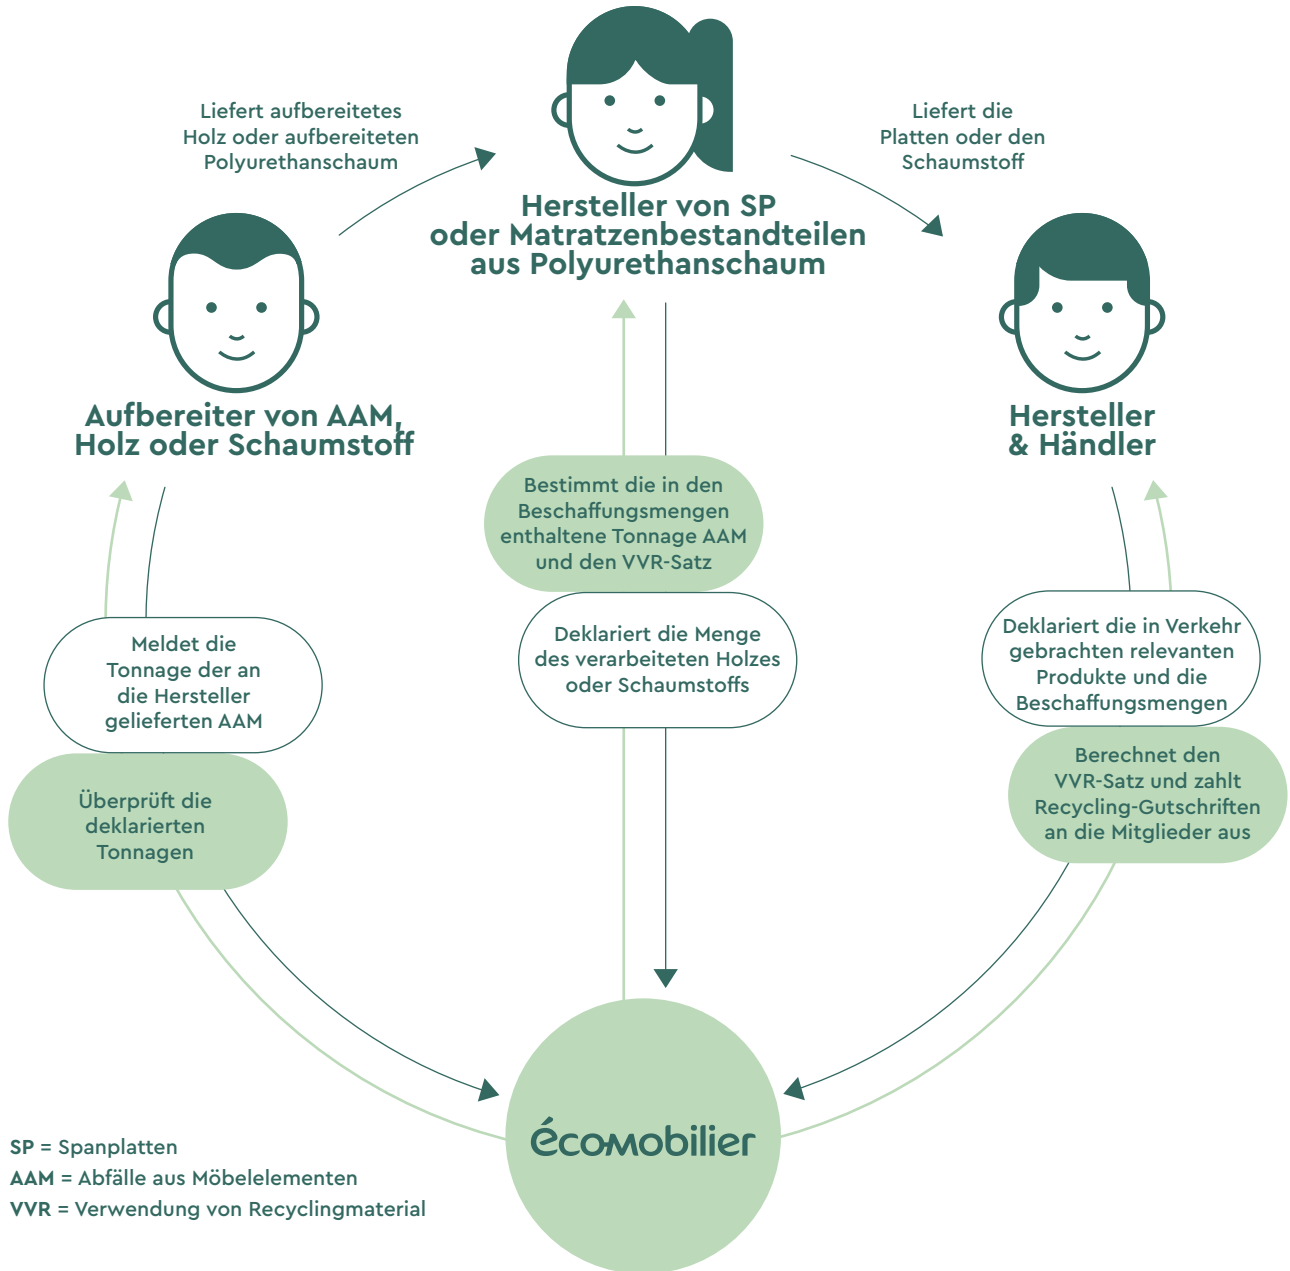 Liefert aufbereitetes
Holz oder aufbereiteten
Polyurethanschaum
Liefert die
Platten oder den
Schaumstoff
Hersteller von SP
oder Matratzenbestandteilen
aus Polyurethanschaum
Aufbereiter von AAM,
Holz oder Schaumstoff
Hersteller
& Händler
Bestimmt die in den
Beschaffungsmengen
enthaltene Tonnage AAM
und den VVR-Satz
Meldet die
Tonnage der an
die Hersteller
gelieferten AAM
Deklariert die Menge
des verarbeiteten Holzes
oder Schaumstoffs
Deklariert die in Verkehr
gebrachten relevanten
Produkte und die
Beschaffungsmengen
Überprüft die
deklarierten
Tonnagen
Berechnet den
VVR-Satz und zahlt
Recycling-Gutschriften
an die Mitglieder aus
écomobilier
SP = Spanplatten
AAM = Abfälle aus Möbelelementen
VVR = Verwendung von Recyclingmaterial